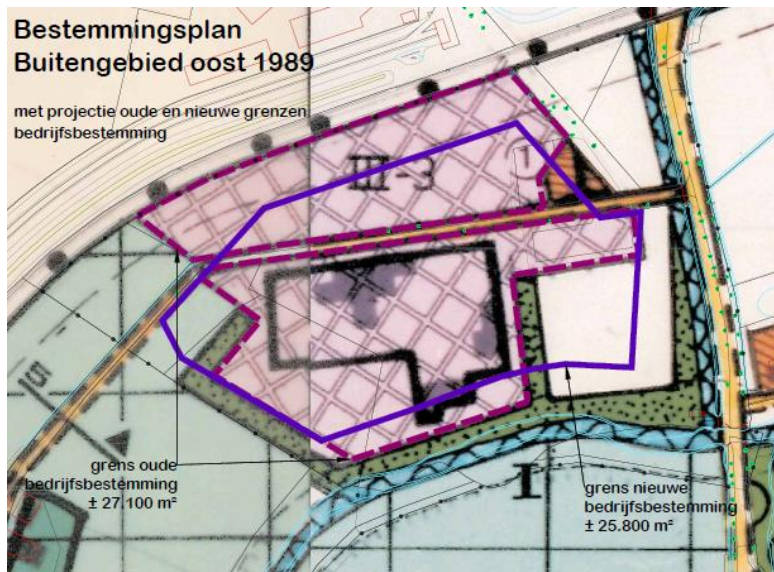 Bestemmingsplan
Buitengebied oost 1989
met projectie oude en nieuwe grenzen
bedrijfsbestemming
III-3
1
5
grens oude
bedrijfsbestemming
± 27.100 m²
I
grens nieuwe
bedrijfsbestemming
± 25.800 m²